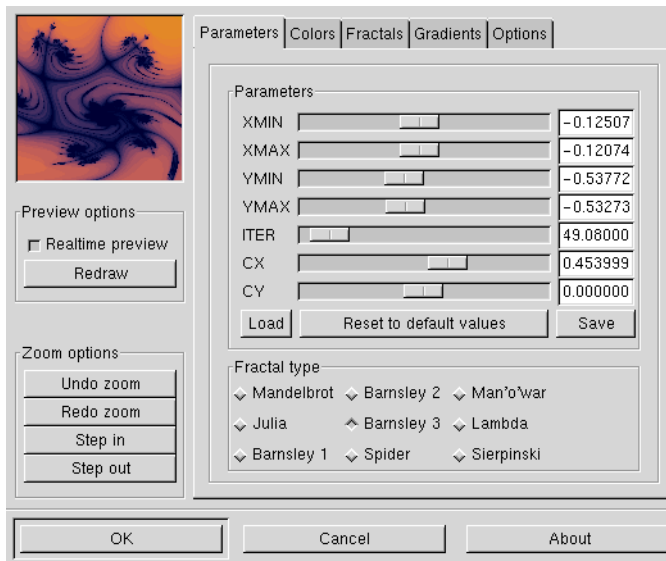 Parameters Colors Fractals Gradients Options
Parameters
XMIN -0.12507
XMAX -0.12074
YMIN -0.53772
YMAX -0.53273
ITER 49.08000
CX 0.453999
CY 0.000000
Load Reset to default values Save
Preview options
Realtime preview
Redraw
Zoom options
Undo zoom
Redo zoom
Step in
Step out
Fractal type
Mandelbrot Barnsley 2 Man'o'war
Julia Barnsley 3 Lambda
Barnsley 1 Spider Sierpinski
OK Cancel About